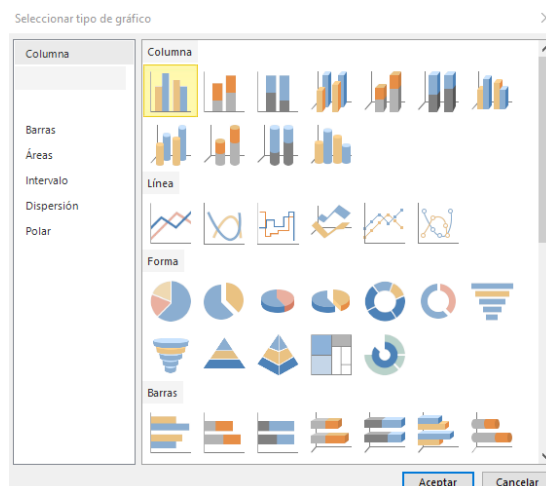 Seleccionar tipo de gráfico
Columna
Barras
Áreas
Intervalo
Dispersión
Polar
Columna
Línea
Forma
Barras
Aceptar
Cancelar